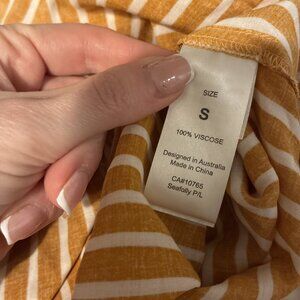 SIZE
S
100% VISCOSE
Designed in Australia
Made in China
CA#10765
Seafolly P/L